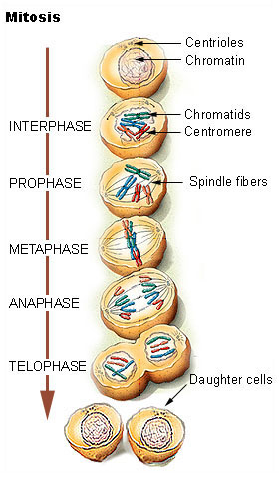 Mitosis
Centrioles
Chromatin
Chromatids
INTERPHASE
Centromere
PROPHASE
Spindle fibers
METAPHASE
ANAPHASE
TELOPHASE
Daughter cells